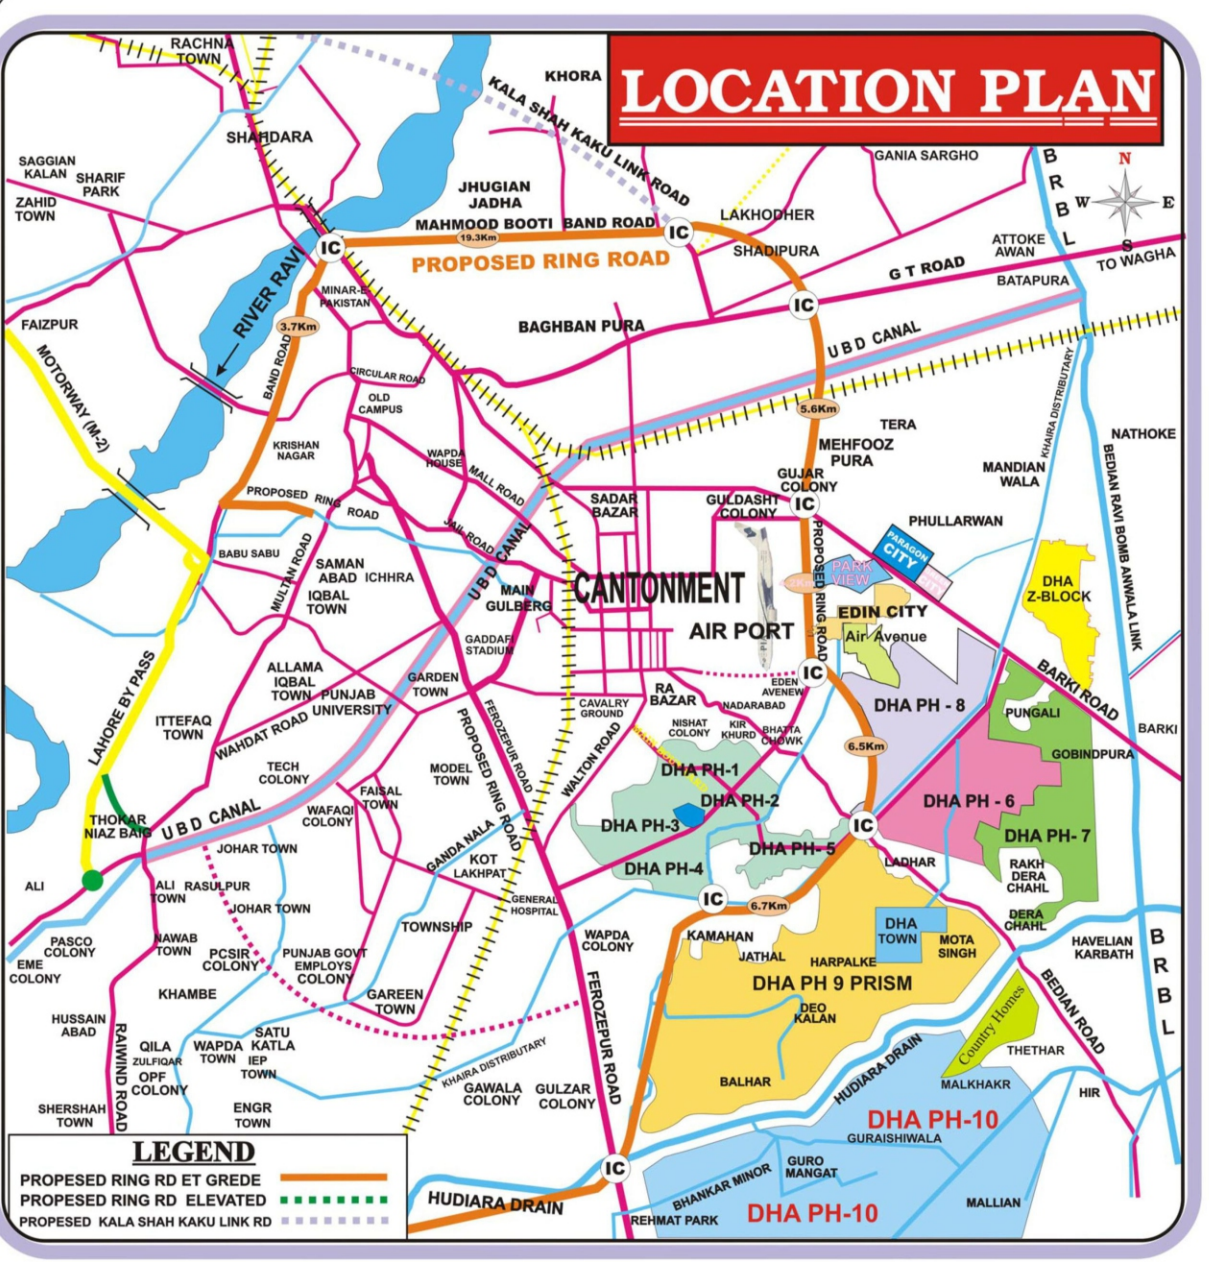 LOCATION PLAN
RACHNA
TOWN
KHORA
KALA SHAH KAKU LINK ROAD
SHAHDARA
GANIA SARGHO
B
R
B
L
N
W
E
S
SAGGIAN
KALAN
SHARIF
PARK
ZAHID
TOWN
JHUGIAN
JADHA
MAHMOOD BOOTI BAND ROAD
19.3Km
IC
IC
PROPOSED RING ROAD
LAKHODHER
SHADIPURA
ATTOKE
AWAN
BATAPURA
TO WAGHA
G T ROAD
RIVER RAVI
MINAR-E-
PAKISTAN
IC
FAIZPUR
3.7Km
BAGHBAN PURA
UBD CANAL
MOTORWAY (M-2)
BAND ROAD
CIRCULAR ROAD
OLD
CAMPUS
5.6Km
TERA
MEHFOOZ
PURA
KHAIRA DISTRIBUTARY
NATHOKE
KRISHAN
NAGAR
WAPDA
HOUSE
MALL ROAD
GUJAR
COLONY
MANDIAN
WALA
BEDIAN RAVI BOMB ANWALA LINK
PROPOSED RING ROAD
SADAR
BAZAR
GULDASHT
COLONY
IC
PHULLARWAN
JAIL ROAD
UBD CANAL
PROPOSED RING ROAD
PARAGON
CITY
BABU SABU
MULTAN ROAD
SAMAN
ABAD
ICHHRA
IQBAL
TOWN
MAIN
GULBERG
CANTONMENT
PARK
VIEW
DHA
Z-BLOCK
AIR PORT
EDIN CITY
Air Avenue
GADDAFI
STADIUM
IC
LAHORE BY PASS
ALLAMA
IQBAL
TOWN
PUNJAB
UNIVERSITY
GARDEN
TOWN
EDEN
AVENEW
RA
BAZAR
NADARABAD
CAVALRY
GROUND
DHA PH - 8
BARKI ROAD
PUNGALI
ITTEFAQ
TOWN
WAHDAT ROAD
FEROZEPUR ROAD
PROPOSED RING ROAD
NISHAT
COLONY
KIR
KHURD
BHATTA
CHOWK
6.5Km
BARKI
GOBINDPURA
TECH
COLONY
MODEL
TOWN
WALTON ROAD
DHA PH-1
FAISAL
TOWN
WAFAQI
COLONY
DHA PH-2
DHA PH - 6
THOKAR
NIAZ BAIG
UBD CANAL
DHA PH-3
IC
DHA PH- 7
JOHAR TOWN
GANDA NALA
KOT
LAKHPAT
DHA PH- 5
DHA PH-4
LADHAR
RAKH
DERA
CHAHL
ALI
ALI
TOWN
RASULPUR
JOHAR TOWN
GENERAL
HOSPITAL
IC
6.7Km
DERA
CHAHL
TOWNSHIP
WAPDA
COLONY
KAMAHAN
DHA
TOWN
MOTA
SINGH
HAVELIAN
KARBATH
B
R
B
L
PASCO
COLONY
EME
COLONY
NAWAB
TOWN
PCSIR
COLONY
PUNJAB GOVT
EMPLOYS
COLONY
JATHAL
HARPALKE
DHA PH 9 PRISM
KHAMBE
GAREEN
TOWN
FEROZEPUR ROAD
DEO
KALAN
BEDIAN ROAD
Country Homes
HUSSAIN
ABAD
RAIWIND ROAD
SATU
KATLA
QILA
ZULFIQAR
OPF
COLONY
WAPDA
TOWN
IEP
TOWN
KHAIRA DISTRIBUTARY
THETHAR
HUDIARA DRAIN
BALHAR
MALKHAKR
GAWALA
COLONY
GULZAR
COLONY
HIR
SHERSHAH
TOWN
ENGR
TOWN
DHA PH-10
GURAISHIWALA
LEGEND
PROPESED RING RD ET GREDE
PROPESED RING RD ELEVATED
PROPESED KALA SHAH KAKU LINK RD
IC
GURO
MANGAT
BHANKAR MINOR
HUDIARA DRAIN
REHMAT PARK
DHA PH-10
MALLIAN